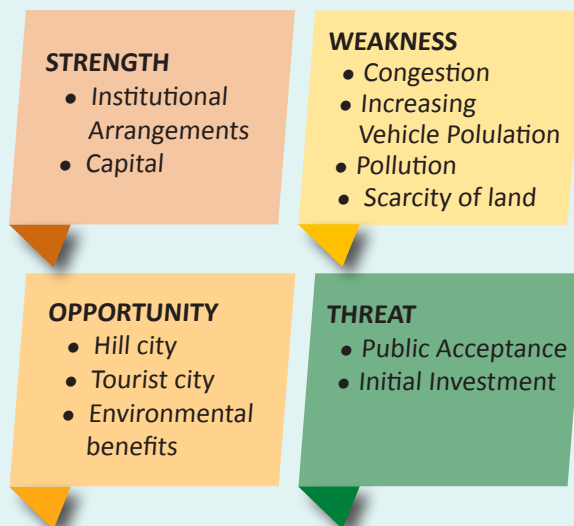 STRENGTH
• Institutional
Arrangements
• Capital
WEAKNESS
• Congestion
• Increasing
Vehicle Polulation
• Pollution
• Scarcity of land
OPPORTUNITY
• Hill city
• Tourist city
• Environmental
benefits
THREAT
• Public Acceptance
• Initial Investment